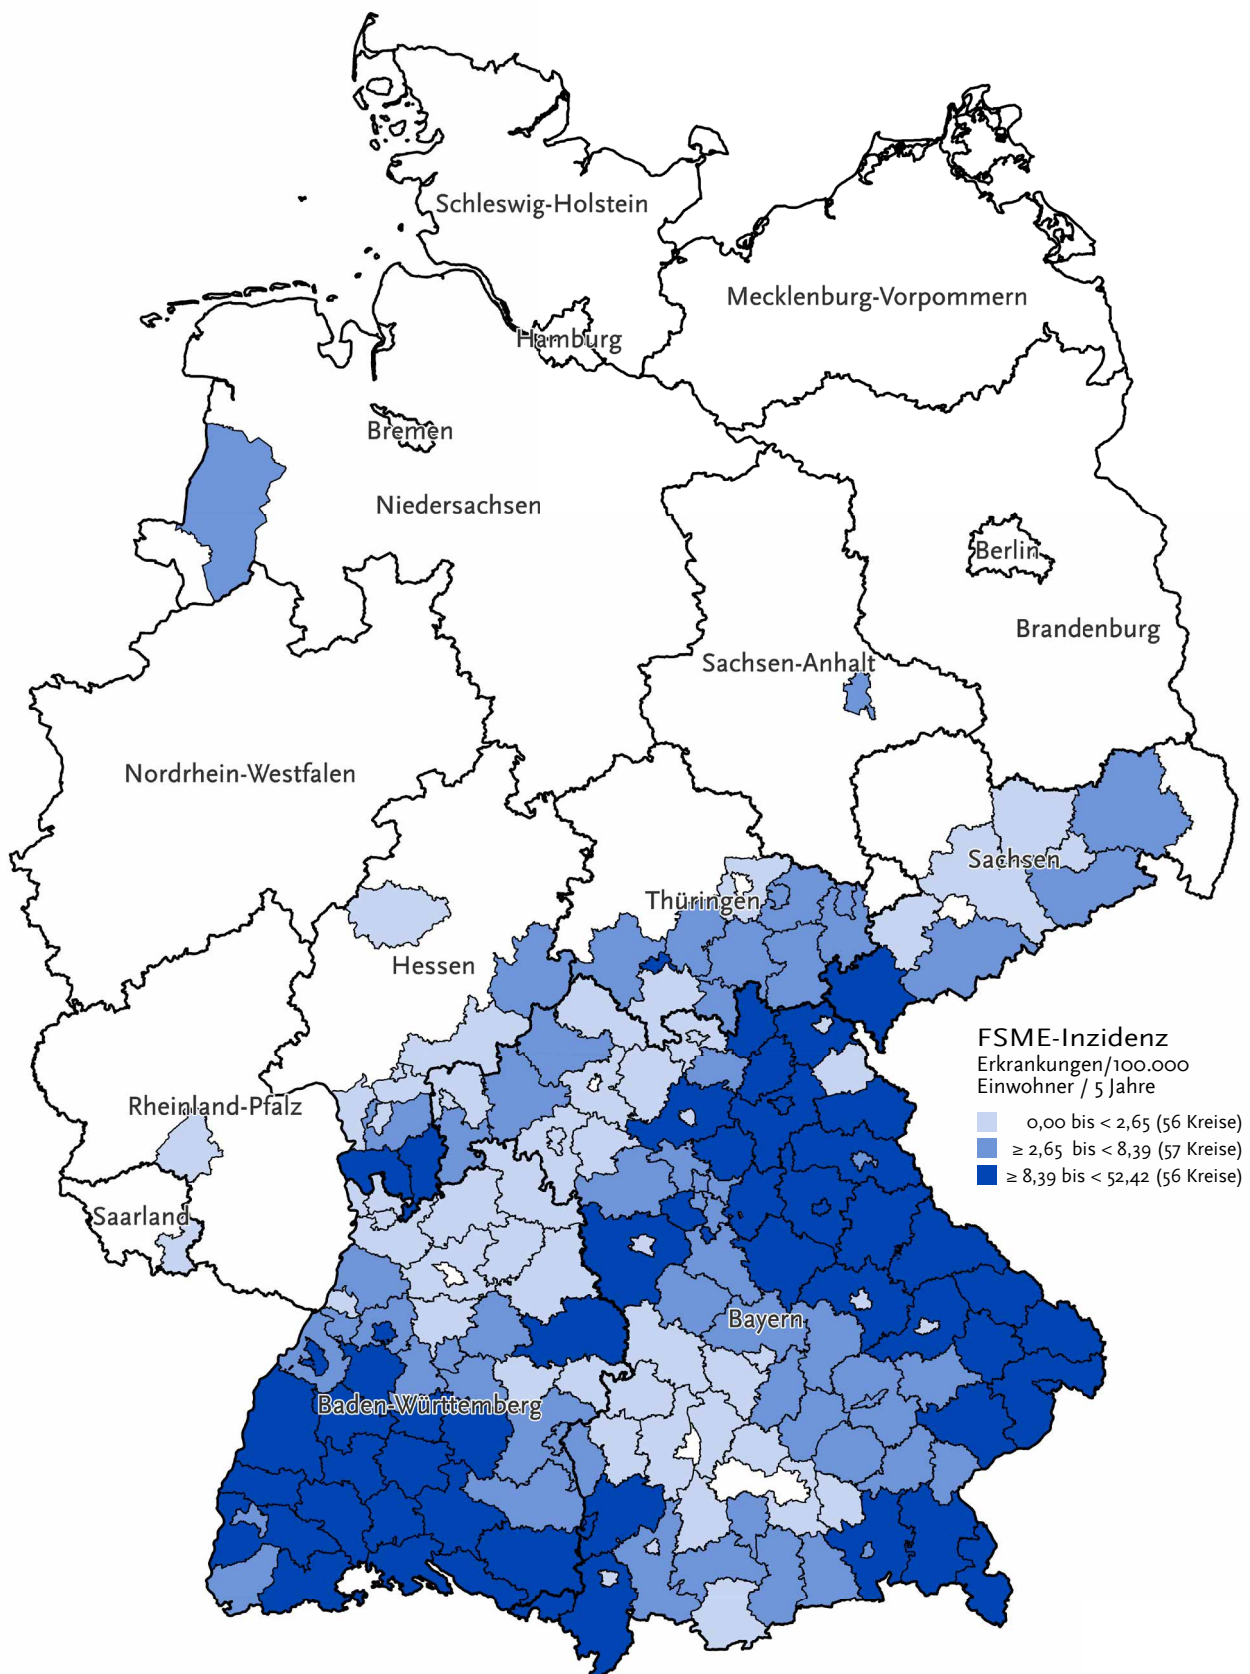 Schleswig-Holstein
Mecklenburg-Vorpommern
Hamburg
Bremen
Niedersachsen
Berlin
Brandenburg
Sachsen-Anhalt
Nordrhein-Westfalen
Sachsen
Thüringen
Hessen
FSME-Inzidenz
Erkrankungen/100.000
Einwohner / 5 Jahre
0,00 bis < 2,65 (56 Kreise)
≥ 2,65 bis < 8,39 (57 Kreise)
≥ 8,39 bis < 52,42 (56 Kreise)
Rheinland-Pfalz
Saarland
Bayern
Baden-Württemberg